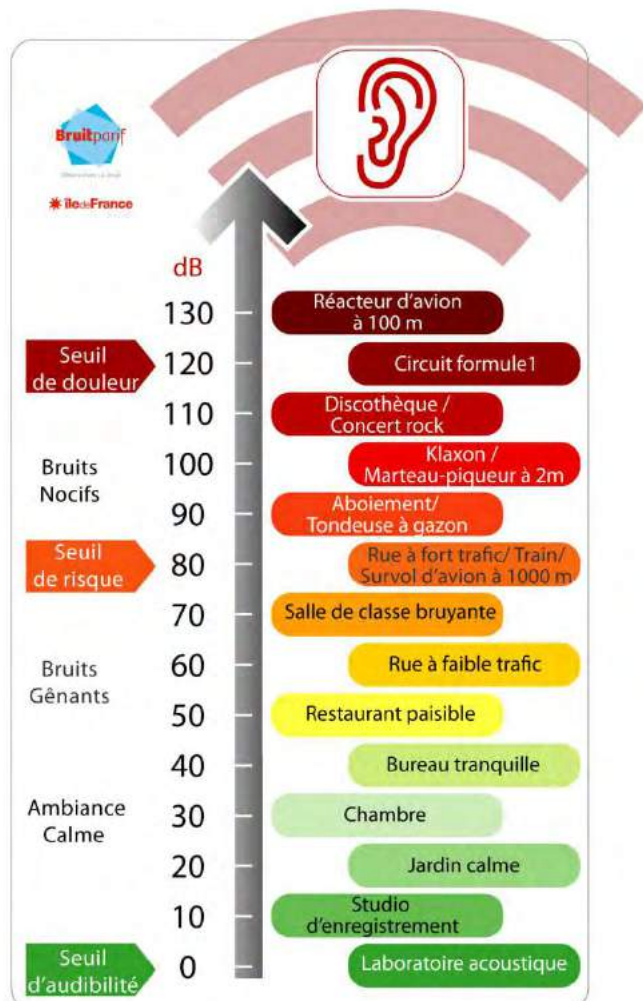 Bruitparif
île de France
dB
130
Réacteur d'avion
à 100 m
Seuil
de douleur
120
Circuit formule1
110
Discothèque /
Concert rock
Bruits
Nocifs
100
Klaxon /
Marteau-piqueur à 2m
90
Aboiement/
Tondeuse à gazon
Seuil
de risque
80
Rue à fort trafic/ Train/
Survol d'avion à 1000 m
70
Salle de classe bruyante
Bruits
Gênants
60
Rue à faible trafic
50
Restaurant paisible
40
Bureau tranquille
Ambiance
Calme
30
Chambre
20
Jardin calme
10
Studio
d'enregistrement
Seuil
d'audibilité
0
Laboratoire acoustique